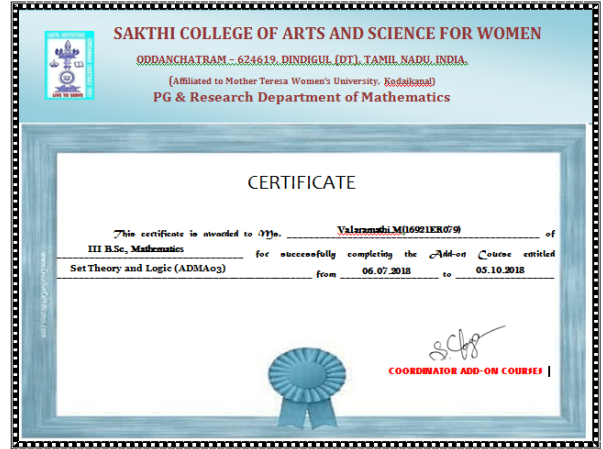 SAKTHI COLLEGE OF ARTS AND SCIENCE FOR WOMEN
ODDANCHATRAM – 624619, DINDIGUL (DT), TAMIL NADU, INDIA.
(Affiliated to Mother Teresa Women's University, Kodaikanal)
PG & Research Department of Mathematics
LIVE TO SERVE
CERTIFICATE
This certificate is awarded to Ms. Valaramathi.M(16921ER079) of
III B.Sc., Mathematics for successfully completing the Add-on Course entitled
Set Theory and Logic (ADMA03) from 06.07.2018 to 05.10.2018
COORDINATOR ADD-ON COURSES